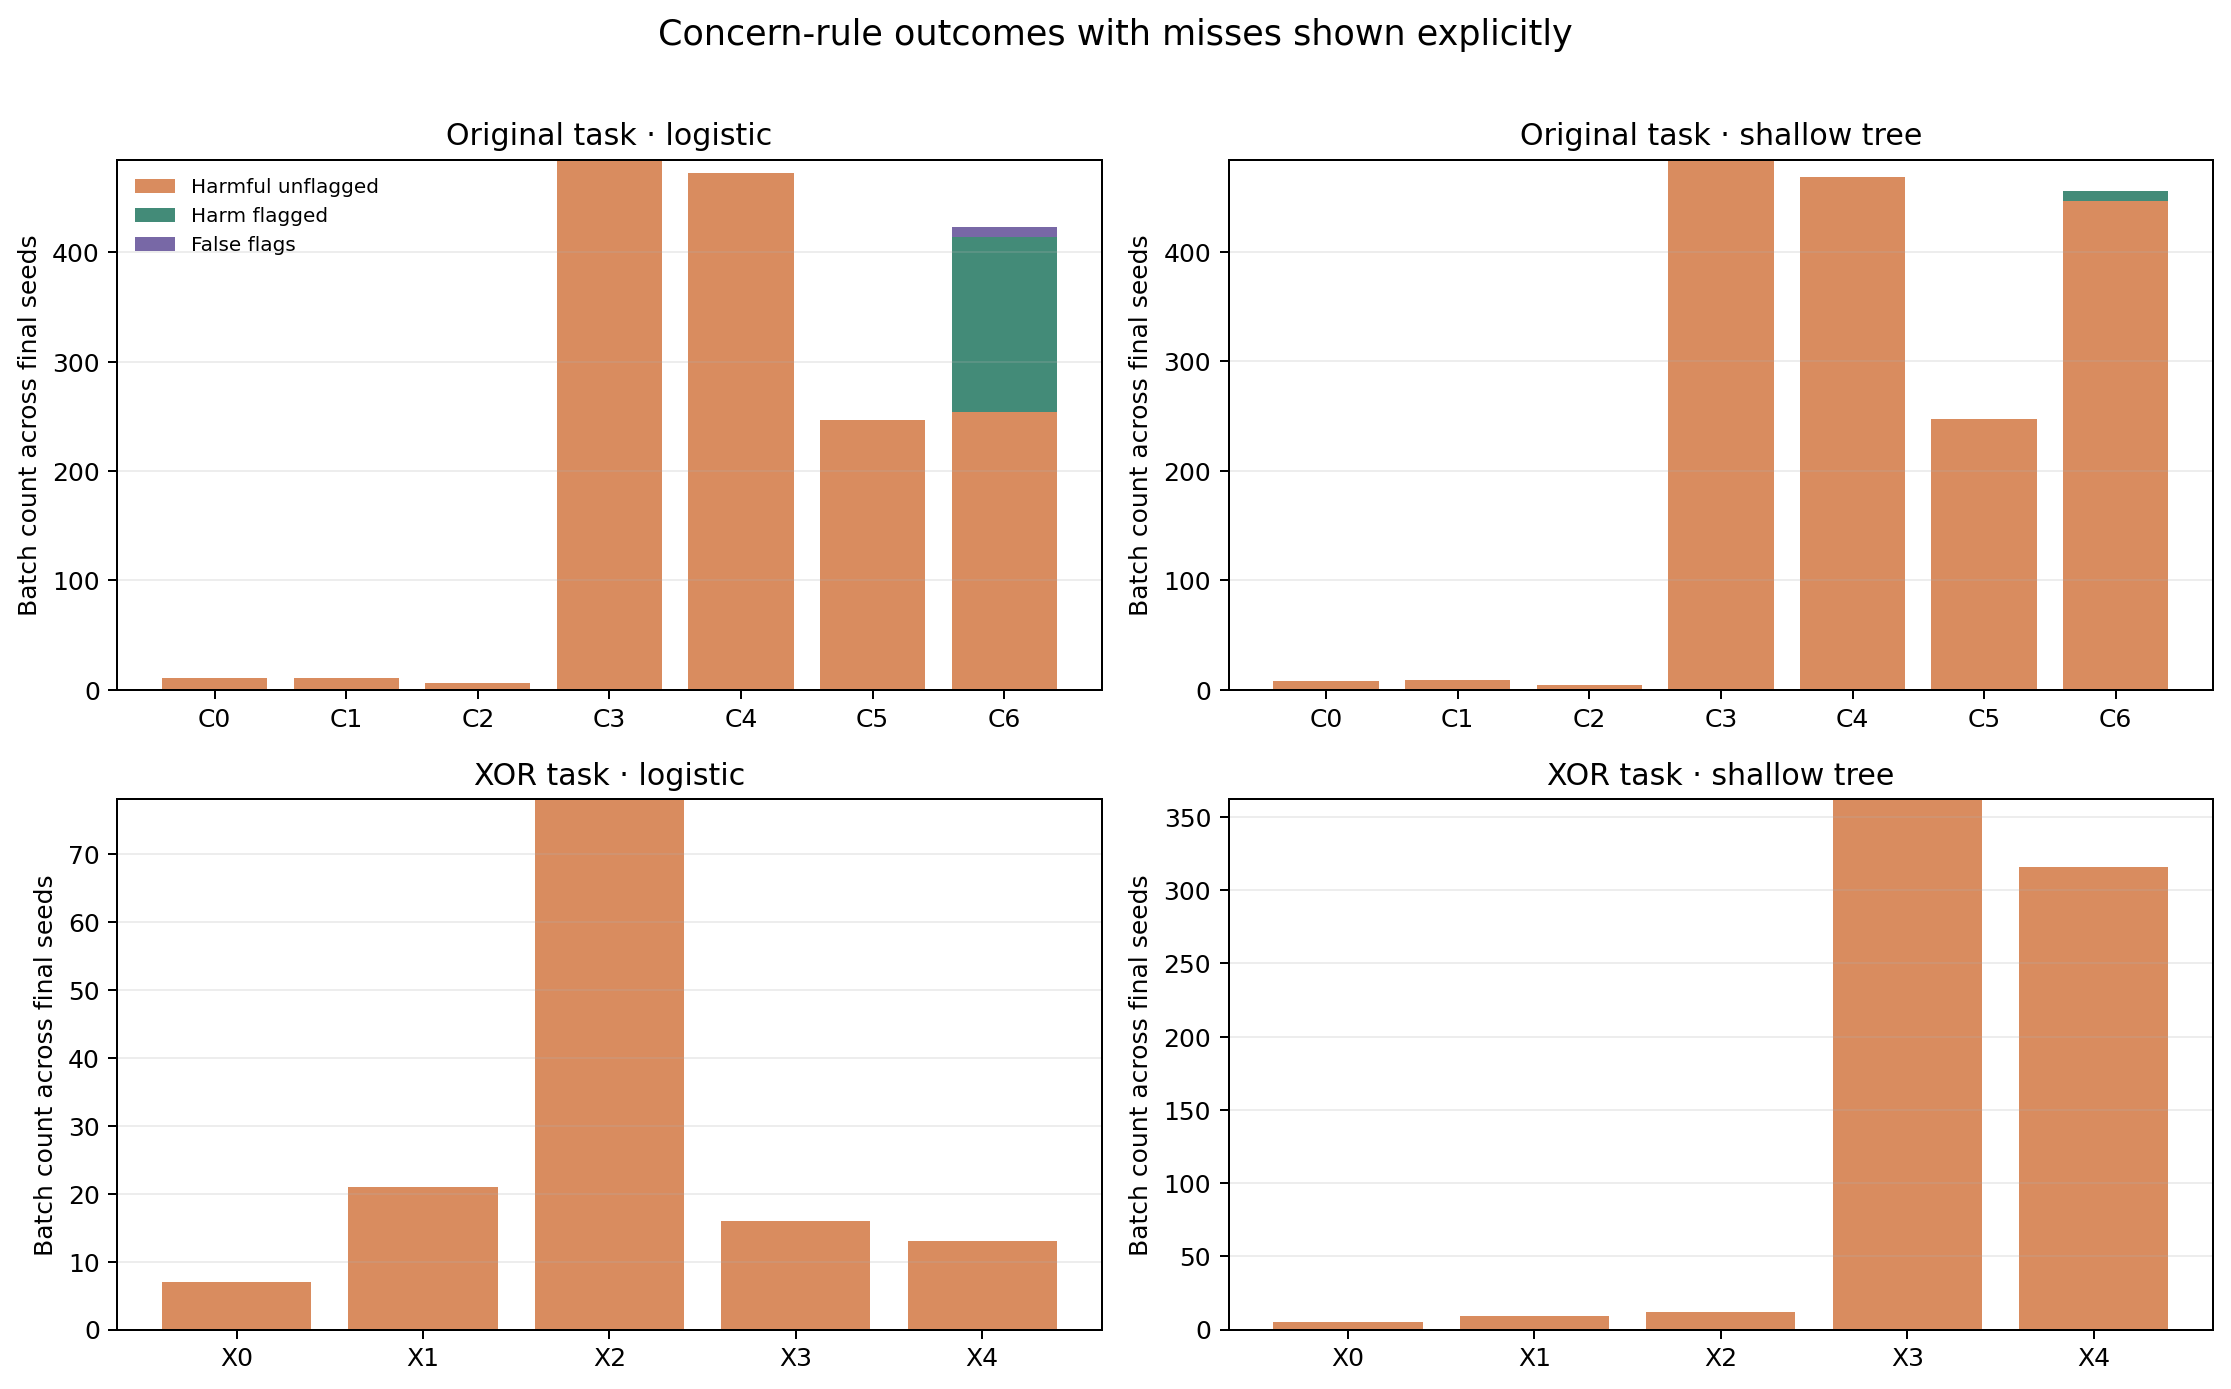 Concern-rule outcomes with misses shown explicitly
Original task · logistic
Harmful unflagged
Harm flagged
False flags
Batch count across final seeds
400
300
200
100
0
C0 C1 C2 C3 C4 C5 C6
Original task · shallow tree
Batch count across final seeds
400
300
200
100
0
C0 C1 C2 C3 C4 C5 C6
XOR task · logistic
Batch count across final seeds
70
60
50
40
30
20
10
0
X0 X1 X2 X3 X4
XOR task · shallow tree
Batch count across final seeds
350
300
250
200
150
100
50
0
X0 X1 X2 X3 X4